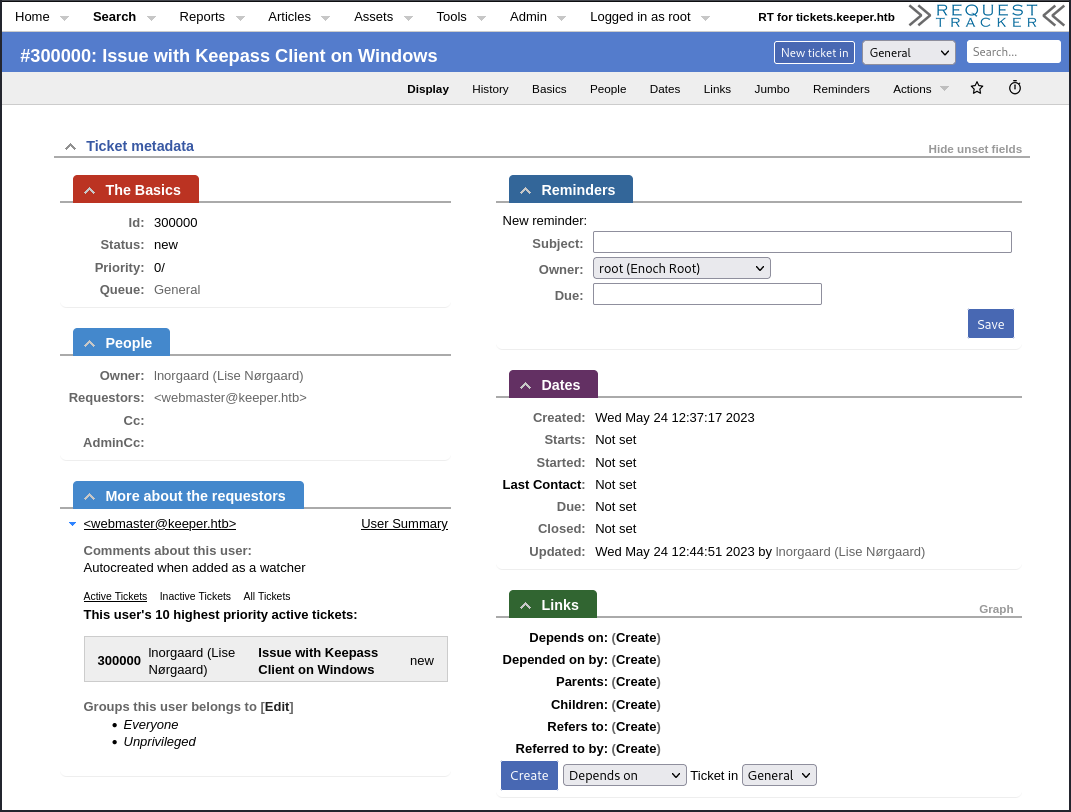 Home Search Reports Articles Assets Tools Admin Logged in as root RT for tickets.keeper.htb REQUEST TRACKER
#300000: Issue with Keepass Client on Windows New ticket in General Search...
Display History Basics People Dates Links Jumbo Reminders Actions
Ticket metadata Hide unset fields
The Basics
Id: 300000
Status: new
Priority: 0/
Queue: General
People
Owner: lnorgaard (Lise Nørgaard)
Requestors: <webmaster@keeper.htb>
Cc:
AdminCc:
More about the requestors
<webmaster@keeper.htb> User Summary
Comments about this user:
Autocreated when added as a watcher
Active Tickets Inactive Tickets All Tickets
This user's 10 highest priority active tickets:
300000 lnorgaard (Lise Nørgaard) Issue with Keepass Client on Windows new
Groups this user belongs to [Edit]
• Everyone
• Unprivileged
Reminders
New reminder:
Subject:
Owner: root (Enoch Root)
Due:
Save
Dates
Created: Wed May 24 12:37:17 2023
Starts: Not set
Started: Not set
Last Contact: Not set
Due: Not set
Closed: Not set
Updated: Wed May 24 12:44:51 2023 by lnorgaard (Lise Nørgaard)
Links Graph
Depends on: (Create)
Depended on by: (Create)
Parents: (Create)
Children: (Create)
Refers to: (Create)
Referred to by: (Create)
Create Depends on Ticket in General